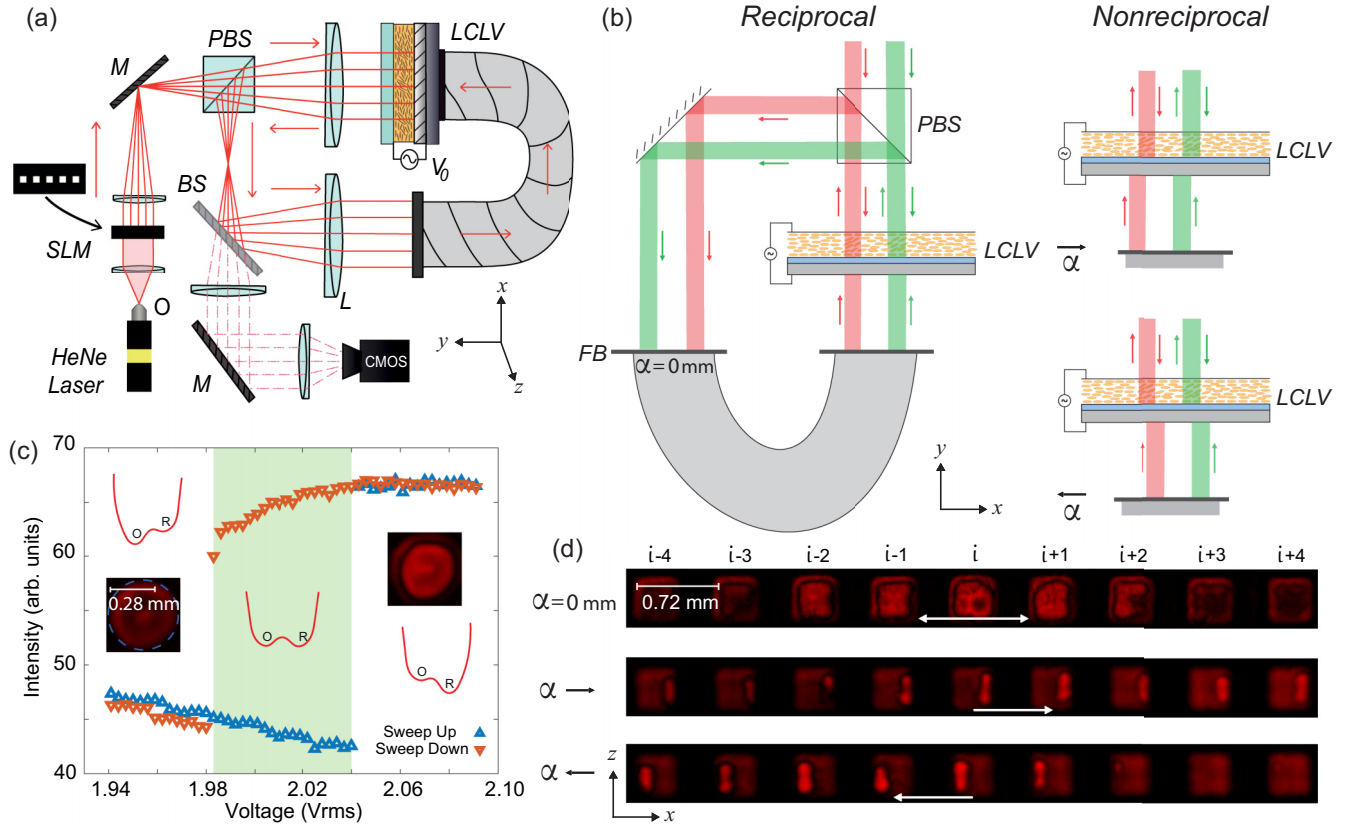 (a)
PBS
LCLV
M
V0
BS
SLM
L
O
HeNe
Laser
M
CMOS
x
y
z
(b)
Reciprocal
Nonreciprocal
PBS
LCLV
LCLV
α
LCLV
α
FB
α=0 mm
y
x
(c)
70
60
50
40
Intensity (arb. units)
1.94
1.98
2.02
2.06
2.10
Voltage (Vrms)
O R
0.28 mm
O R
O R
Sweep Up
Sweep Down
(d)
i-4 i-3 i-2 i-1 i i+1 i+2 i+3 i+4
α=0 mm
0.72 mm
α
α
z
x